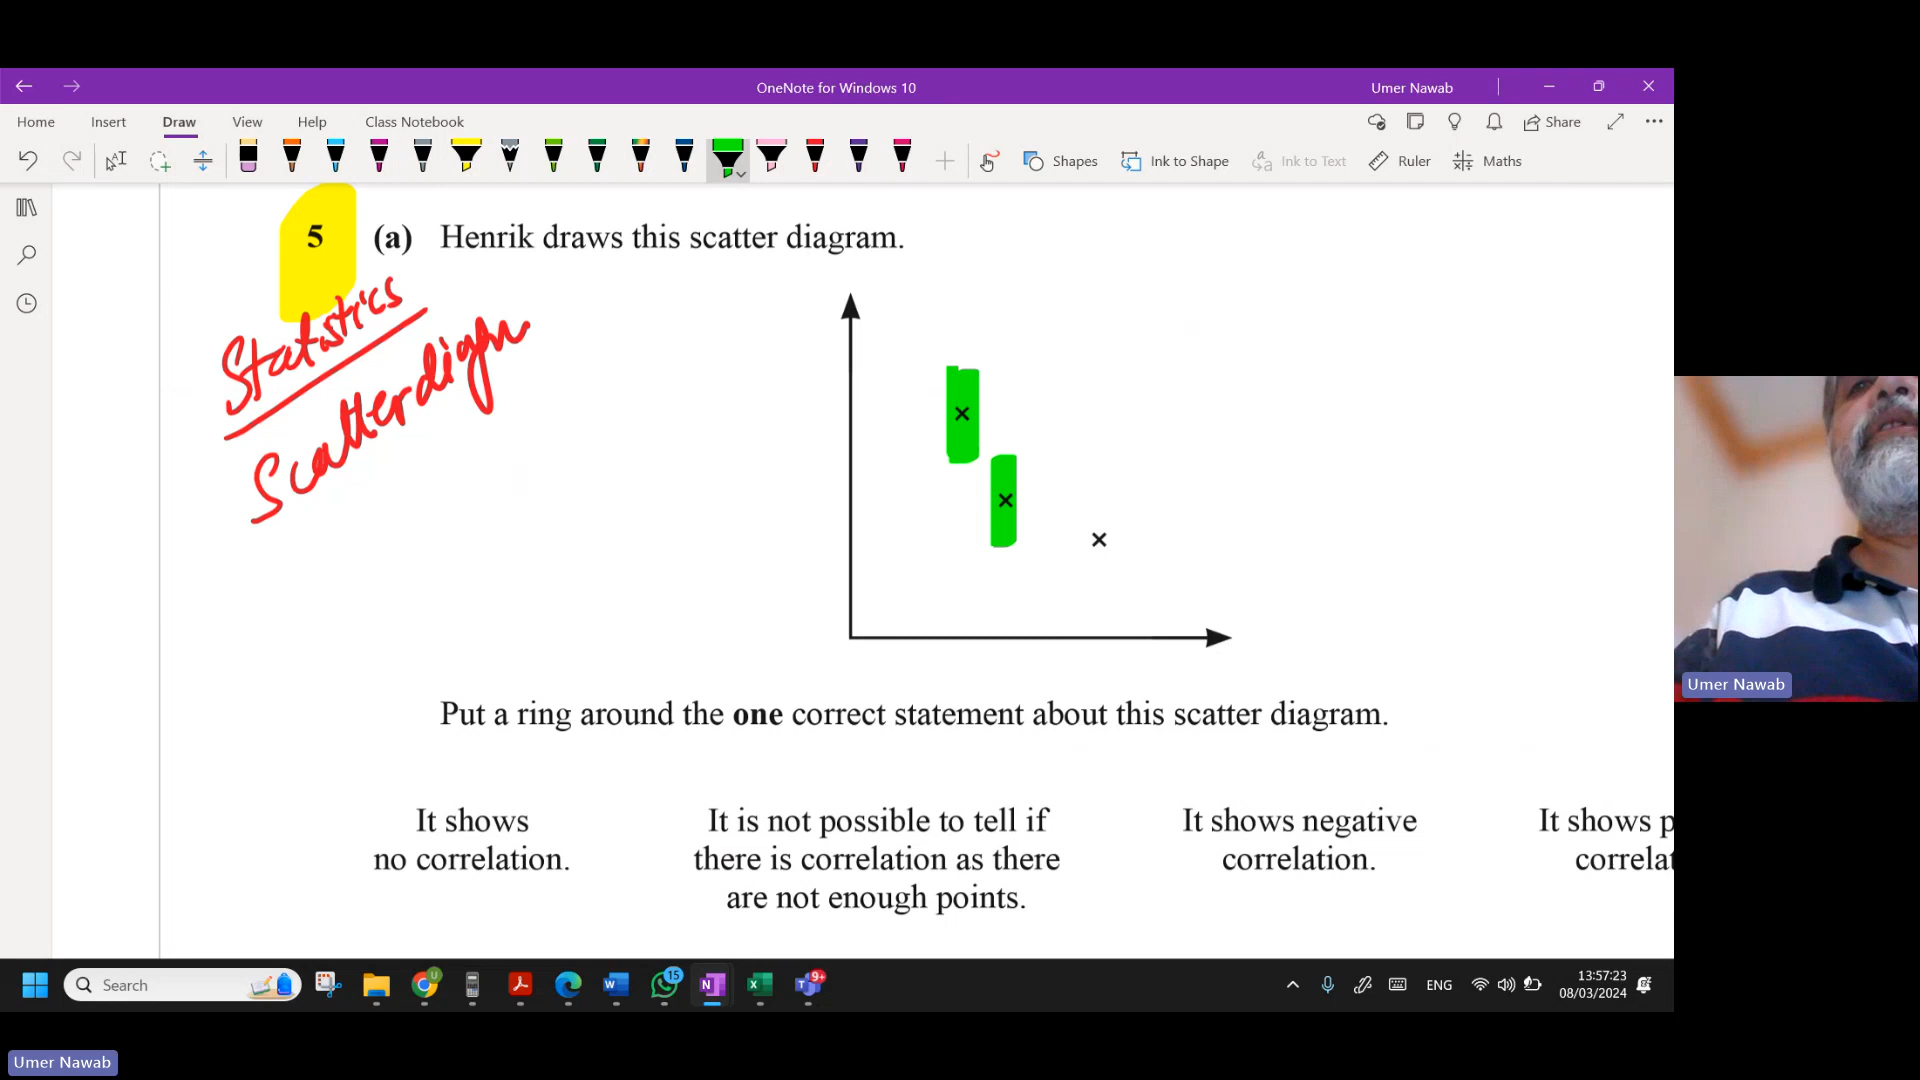 OneNote for Windows 10
Umer Nawab
Home Insert Draw View Help Class Notebook
Share
Shapes Ink to Shape Ink to Text Ruler Maths
5 (a) Henrik draws this scatter diagram.
Statistics
Put a ring around the one correct statement about this scatter diagram.
It shows
no correlation.
It is not possible to tell if
there is correlation as there
are not enough points.
It shows negative
correlation.
It shows p
correlat
Umer Nawab
Search
15
9+
ENG
13:57:23
08/03/2024
Umer Nawab